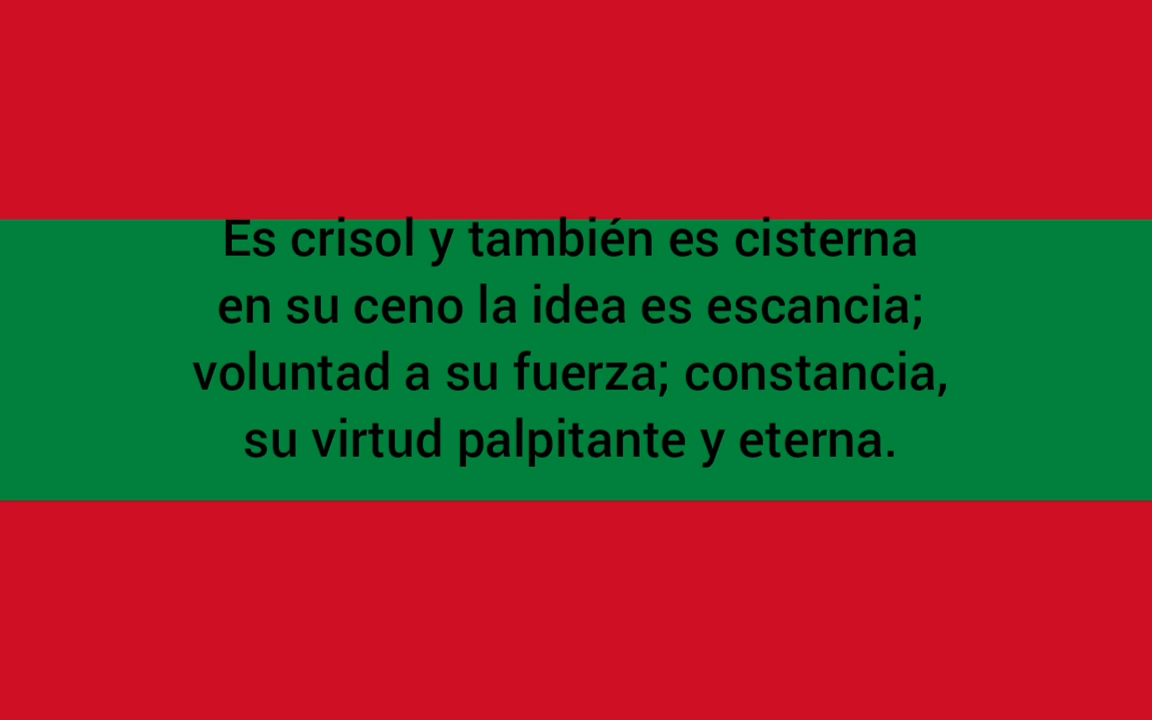 Es crisol y también es cisterna
en su ceno la idea es escancia;
voluntad a su fuerza; constancia,
su virtud palpitante y eterna.